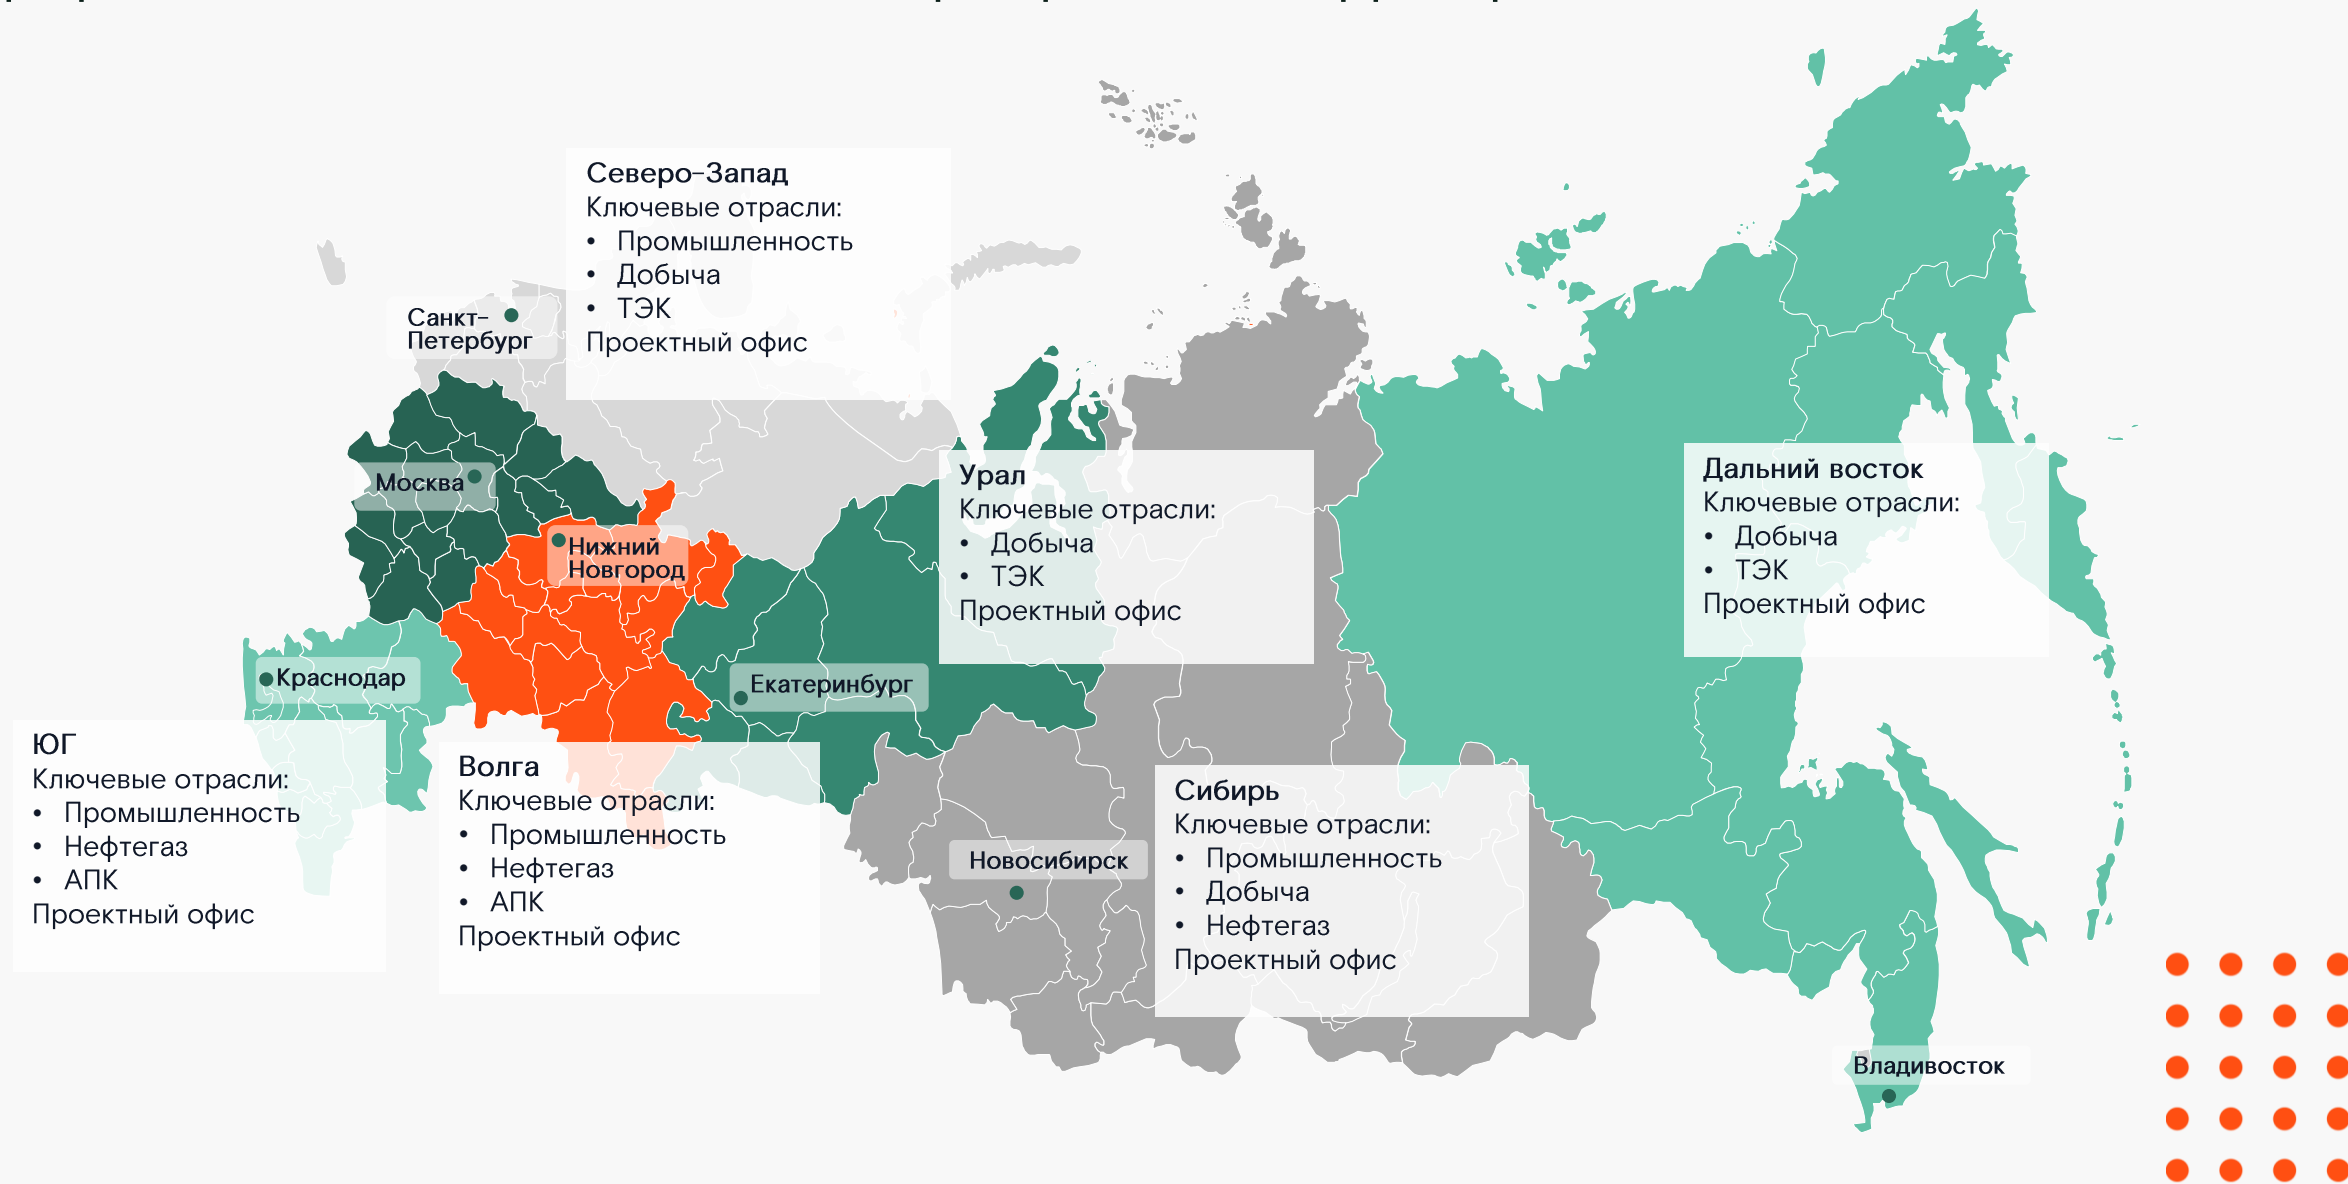 Северо-Запад
Ключевые отрасли:
• Промышленность
• Добыча
• ТЭК
Проектный офис
Санкт-
Петербург
Москва
Нижний
Новгород
Урал
Ключевые отрасли:
• Добыча
• ТЭК
Проектный офис
Дальний восток
Ключевые отрасли:
• Добыча
• ТЭК
Проектный офис
Краснодар
Екатеринбург
ЮГ
Ключевые отрасли:
• Промышленность
• Нефтегаз
• АПК
Проектный офис
Волга
Ключевые отрасли:
• Промышленность
• Нефтегаз
• АПК
Проектный офис
Новосибирск
Сибирь
Ключевые отрасли:
• Промышленность
• Добыча
• Нефтегаз
Проектный офис
Владивосток